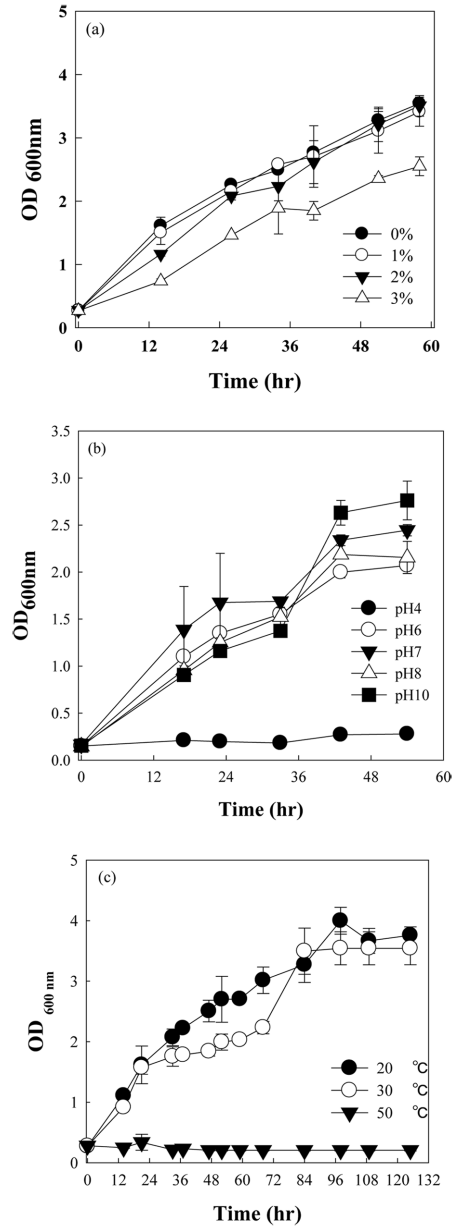 (a)
5
4
3
2
1
0
OD 600nm
0%
1%
2%
3%
0 12 24 36 48 60
Time (hr)
(b)
3.5
3.0
2.5
2.0
1.5
1.0
0.5
0.0
OD600nm
pH4
pH6
pH7
pH8
pH10
0 12 24 36 48 60
Time (hr)
(c)
5
4
3
2
1
0
OD 600 nm
20 ℃
30 ℃
50 ℃
0 12 24 36 48 60 72 84 96 108 120 132
Time (hr)